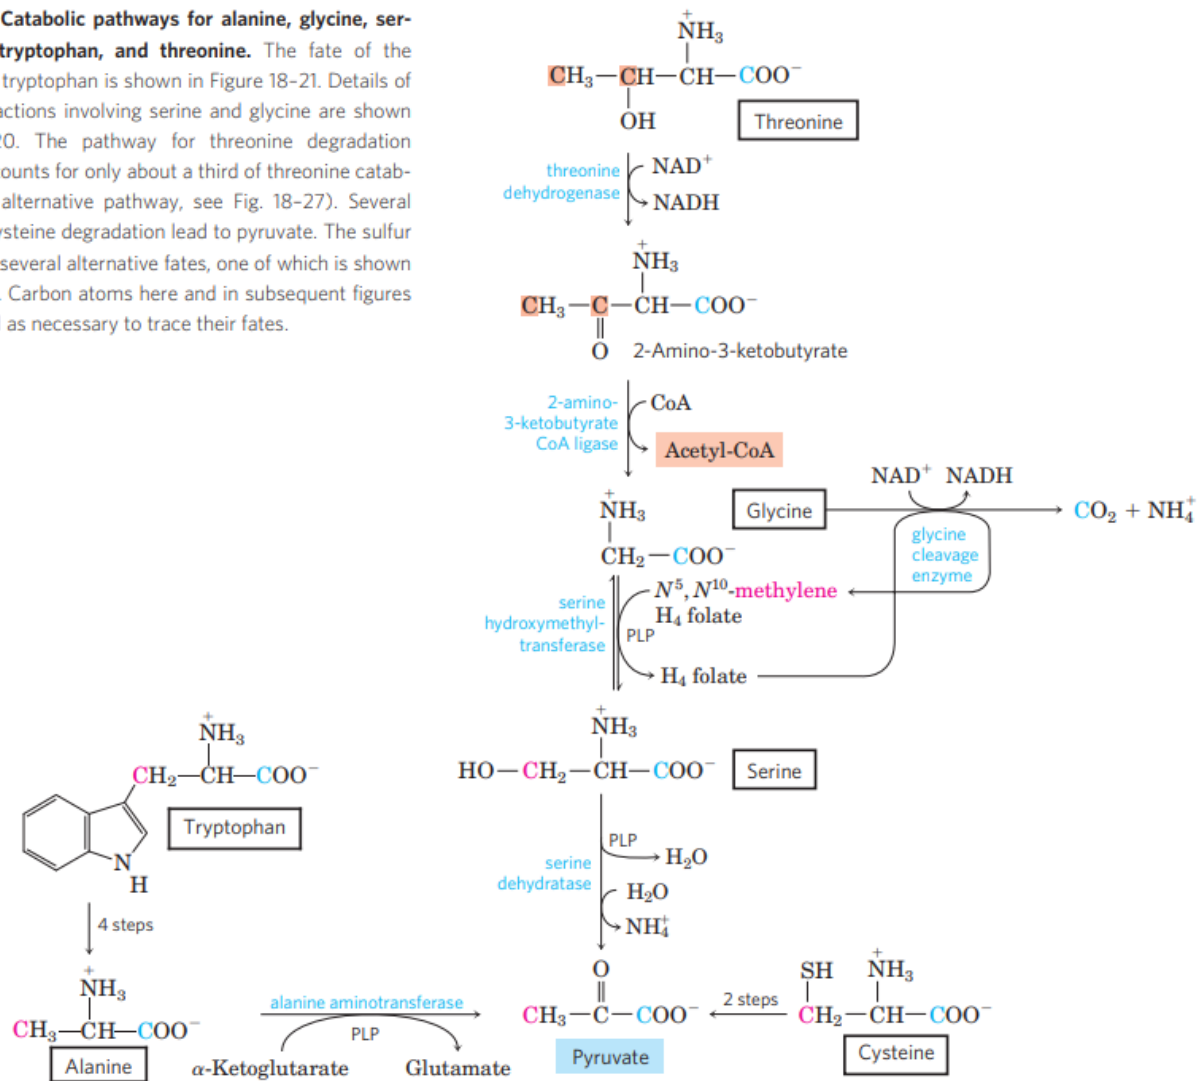 Catabolic pathways for alanine, glycine, ser-
tryptophan, and threonine. The fate of the
tryptophan is shown in Figure 18–21. Details of
actions involving serine and glycine are shown
20. The pathway for threonine degradation
ounts for only about a third of threonine catab-
alternative pathway, see Fig. 18–27). Several
ysteine degradation lead to pyruvate. The sulfur
several alternative fates, one of which is shown
. Carbon atoms here and in subsequent figures
as necessary to trace their fates.
+
NH₃
CH₃—CH—CH—COO⁻
OH
Threonine
threonine
dehydrogenase
NAD⁺
NADH
+
NH₃
CH₃—C—CH—COO⁻
O
2-Amino-3-ketobutyrate
2-amino-
3-ketobutyrate
CoA ligase
CoA
Acetyl-CoA
+
NH₃
CH₂—COO⁻
Glycine
NAD⁺ NADH
CO₂ + NH₄⁺
glycine
cleavage
enzyme
serine
hydroxymethyl-
transferase
PLP
N⁵, N¹⁰-methylene
H₄ folate
H₄ folate
+
NH₃
HO—CH₂—CH—COO⁻
Serine
+
NH₃
CH₂—CH—COO⁻
N
H
Tryptophan
4 steps
serine
dehydratase
PLP
H₂O
H₂O
NH₄⁺
+
NH₃
CH₃—CH—COO⁻
Alanine
alanine aminotransferase
PLP
α-Ketoglutarate
Glutamate
O
CH₃—C—COO⁻
Pyruvate
2 steps
SH
+
NH₃
CH₂—CH—COO⁻
Cysteine